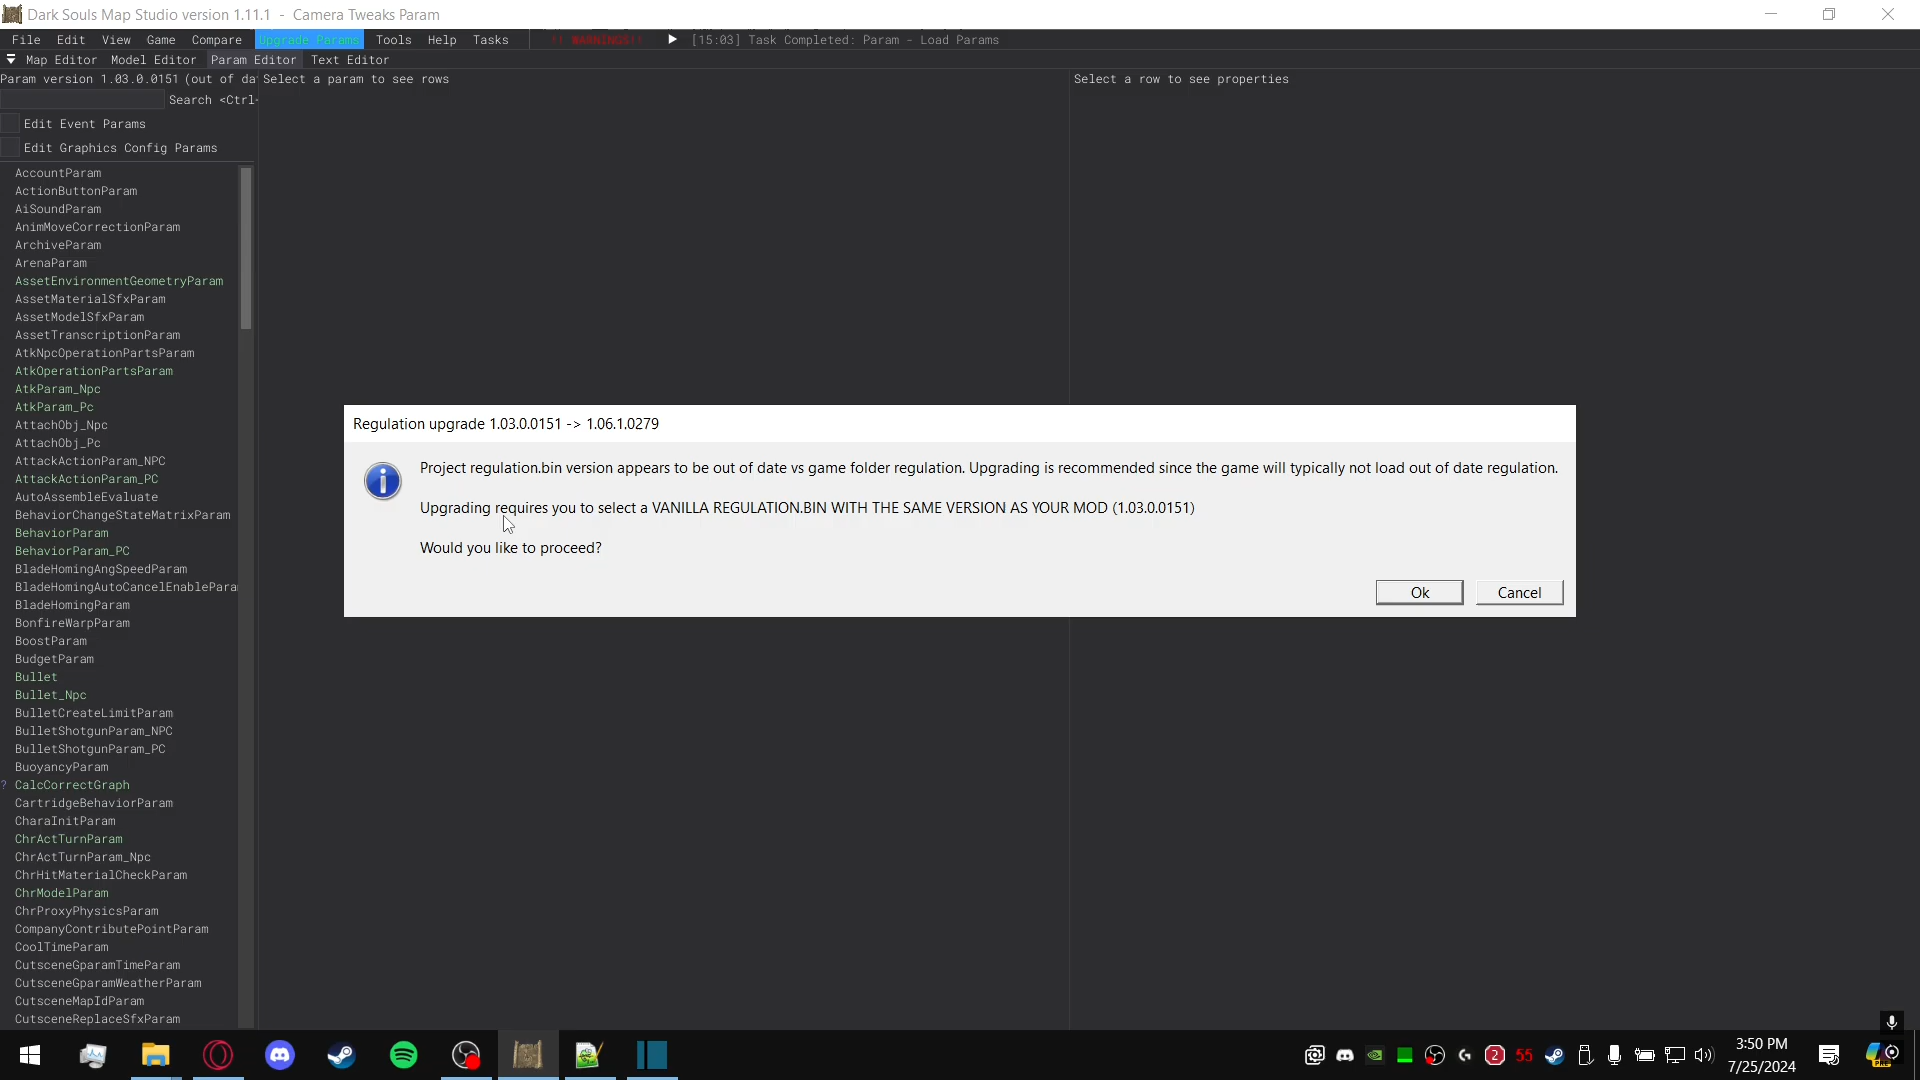 Dark Souls Map Studio version 1.11.1 - Camera Tweaks Param
File Edit View Game Compare Upgrade Params Tools Help Tasks !! WARNINGS!! [15:03] Task Completed: Param - Load Params
Map Editor Model Editor Param Editor Text Editor
Param version 1.03.0.0151 (out of da
Select a param to see rows
Select a row to see properties
Search <Ctrl-
Edit Event Params
Edit Graphics Config Params
AccountParam
ActionButtonParam
AiSoundParam
AnimMoveCorrectionParam
ArchiveParam
ArenaParam
AssetEnvironmentGeometryParam
AssetMaterialSfxParam
AssetModelSfxParam
AssetTranscriptionParam
AtkNpcOperationPartsParam
AtkOperationPartsParam
AtkParam_Npc
AtkParam_Pc
AttachObj_Npc
AttachObj_Pc
AttackActionParam_NPC
AttackActionParam_PC
AutoAssembleEvaluate
BehaviorChangeStateMatrixParam
BehaviorParam
BehaviorParam_PC
BladeHomingAngSpeedParam
BladeHomingAutoCancelEnablePara
BladeHomingParam
BonfireWarpParam
BoostParam
BudgetParam
Bullet
Bullet_Npc
BulletCreateLimitParam
BulletShotgunParam_NPC
BulletShotgunParam_PC
BuoyancyParam
? CalcCorrectGraph
CartridgeBehaviorParam
CharaInitParam
ChrActTurnParam
ChrActTurnParam_Npc
ChrHitMaterialCheckParam
ChrModelParam
ChrProxyPhysicsParam
CompanyContributePointParam
CoolTimeParam
CutsceneGparamTimeParam
CutsceneGparamWeatherParam
CutsceneMapIdParam
CutsceneReplaceSfxParam
Regulation upgrade 1.03.0.0151 -> 1.06.1.0279
Project regulation.bin version appears to be out of date vs game folder regulation. Upgrading is recommended since the game will typically not load out of date regulation.
Upgrading requires you to select a VANILLA REGULATION.BIN WITH THE SAME VERSION AS YOUR MOD (1.03.0.0151)
Would you like to proceed?
Ok Cancel
2 55
3:50 PM
7/25/2024
PRE